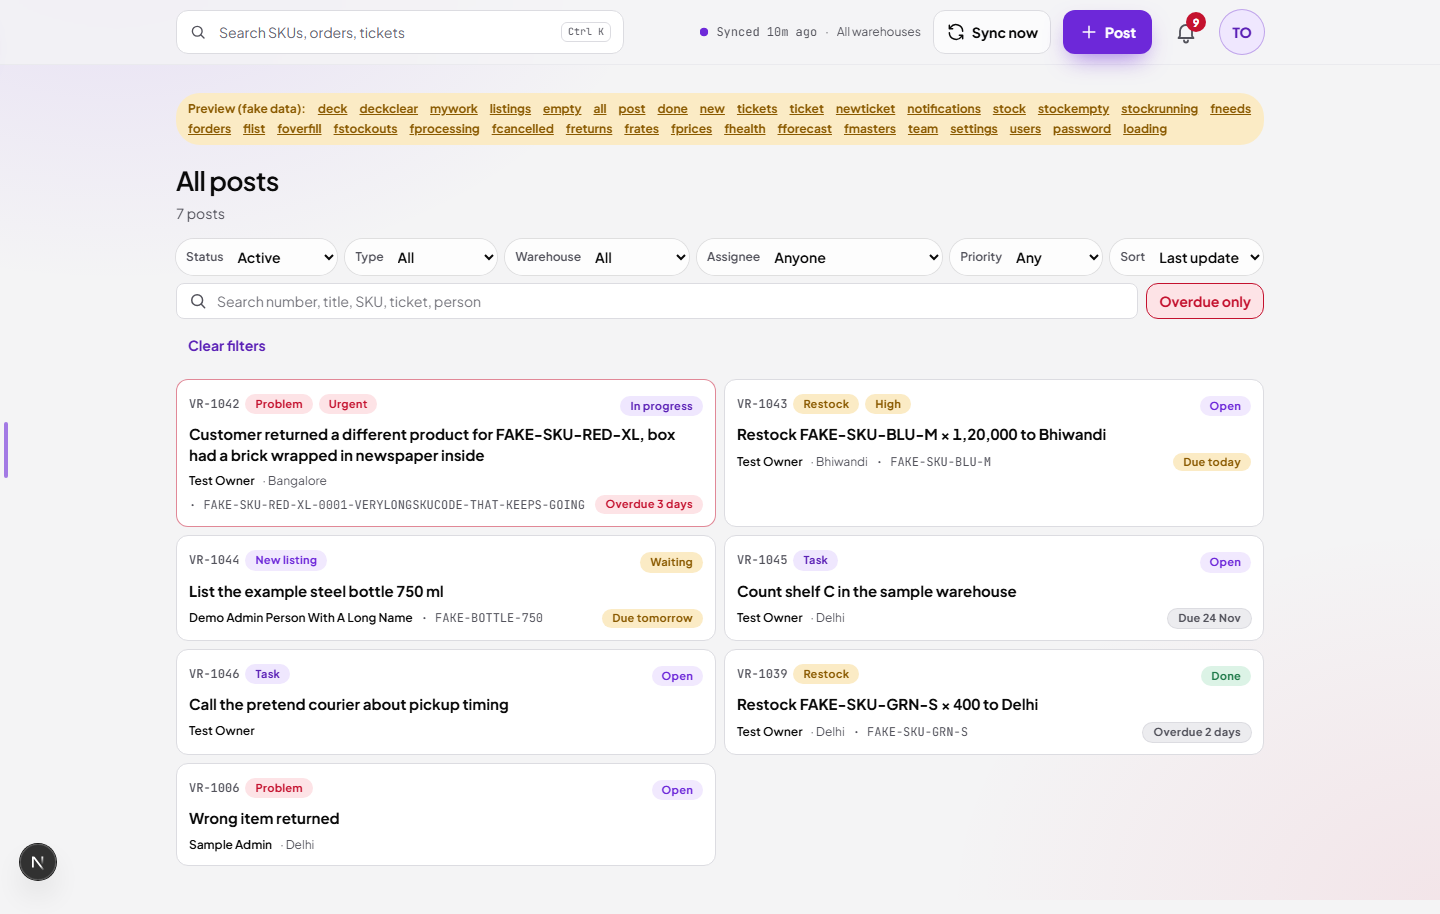 Search SKUs, orders, tickets Ctrl K Synced 10m ago · All warehouses Sync now + Post 9 TO
Preview (fake data): deck deckclear mywork listings empty all post done new tickets ticket newticket notifications stock stockempty stockrunning fneeds
forders flist foverfill fstockouts fprocessing fcancelled freturns frates fprices fhealth fforecast fmasters team settings users password loading
All posts
7 posts
Status Active Type All Warehouse All Assignee Anyone Priority Any Sort Last update
Search number, title, SKU, ticket, person Overdue only
Clear filters
VR-1042 Problem Urgent In progress
Customer returned a different product for FAKE-SKU-RED-XL, box
had a brick wrapped in newspaper inside
Test Owner · Bangalore
· FAKE-SKU-RED-XL-0001-VERYLONGSKUCODE-THAT-KEEPS-GOING Overdue 3 days
VR-1043 Restock High Open
Restock FAKE-SKU-BLU-M × 1,20,000 to Bhiwandi
Test Owner · Bhiwandi · FAKE-SKU-BLU-M Due today
VR-1044 New listing Waiting
List the example steel bottle 750 ml
Demo Admin Person With A Long Name · FAKE-BOTTLE-750 Due tomorrow
VR-1045 Task Open
Count shelf C in the sample warehouse
Test Owner · Delhi Due 24 Nov
VR-1046 Task Open
Call the pretend courier about pickup timing
Test Owner
VR-1039 Restock Done
Restock FAKE-SKU-GRN-S × 400 to Delhi
Test Owner · Delhi · FAKE-SKU-GRN-S Overdue 2 days
VR-1006 Problem Open
Wrong item returned
Sample Admin · Delhi
N